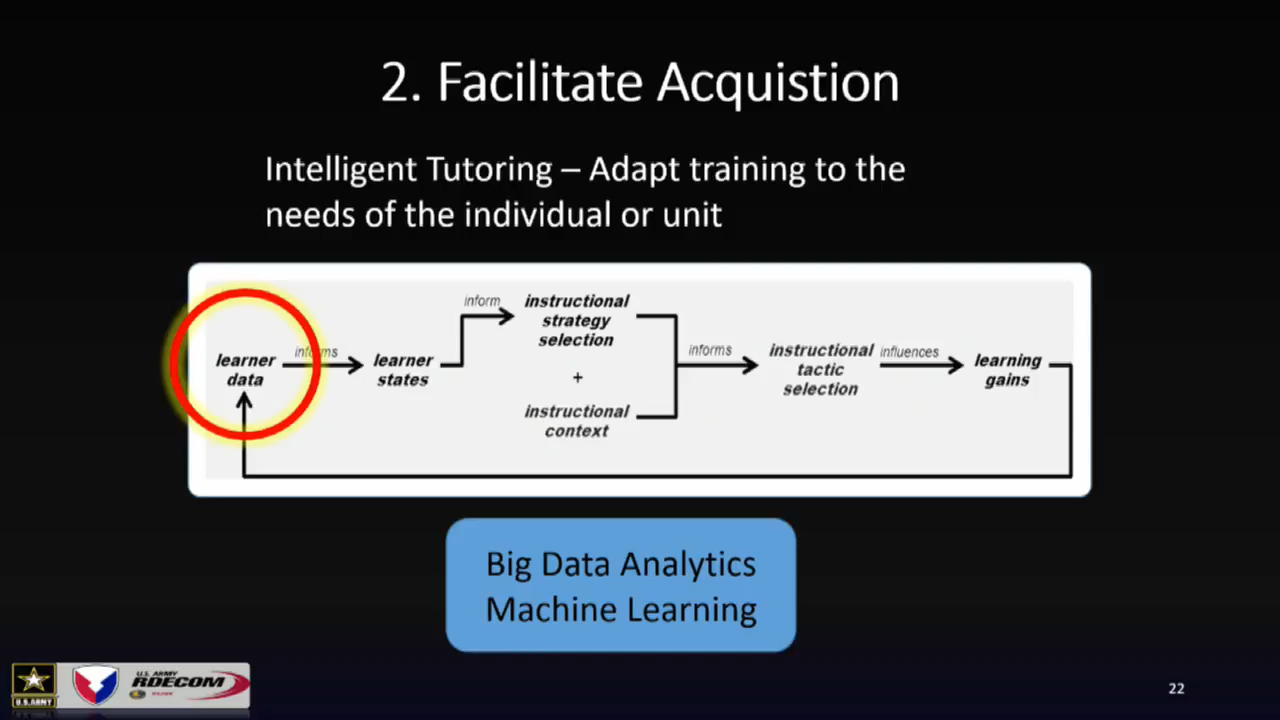 2. Facilitate Acquistion
Intelligent Tutoring – Adapt training to the
needs of the individual or unit
learner
data
informs
learner
states
inform
instructional
strategy
selection
+
instructional
context
informs
instructional
tactic
selection
influences
learning
gains
Big Data Analytics
Machine Learning
U.S. ARMY
U.S. ARMY
RDECOM
22